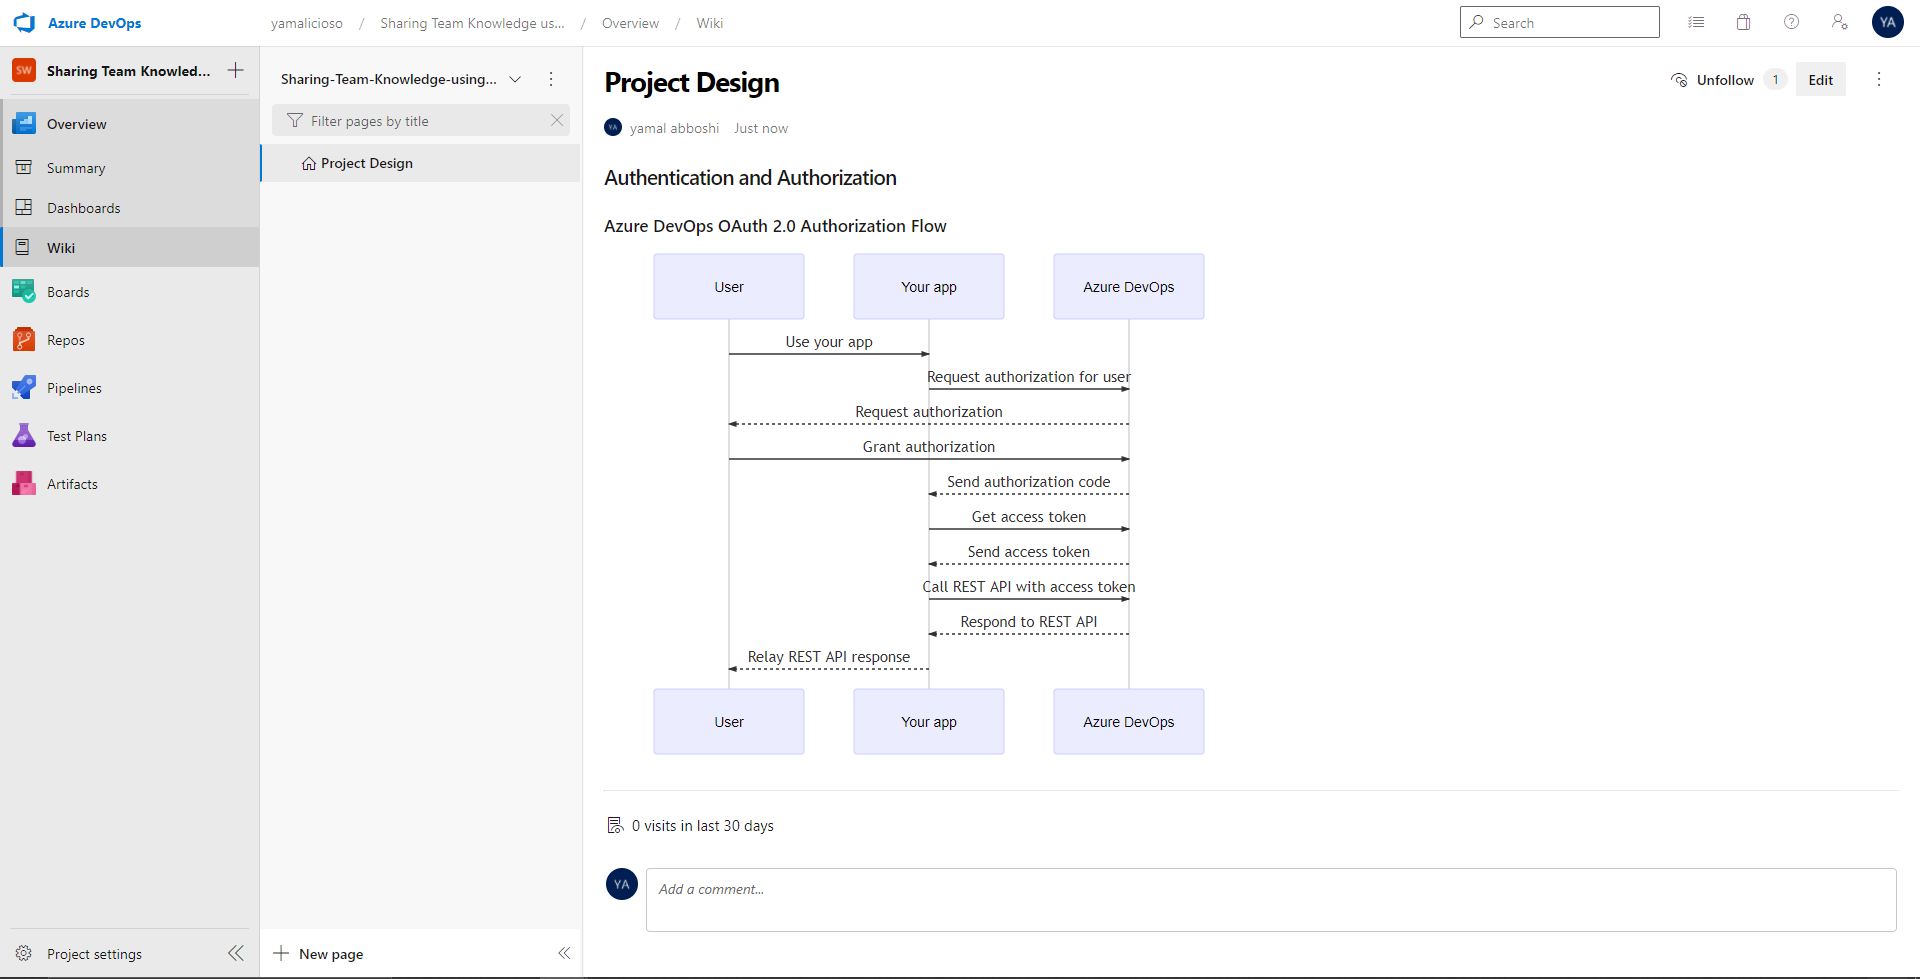 Azure DevOps
yamalicioso / Sharing Team Knowledge us... / Overview / Wiki
Search
YA
SW Sharing Team Knowled...
Overview
Summary
Dashboards
Wiki
Boards
Repos
Pipelines
Test Plans
Artifacts
Project settings
Sharing-Team-Knowledge-using...
Filter pages by title
Project Design
New page
Project Design
Unfollow 1 Edit
YA yamal abboshi Just now
Authentication and Authorization
Azure DevOps OAuth 2.0 Authorization Flow
User Your app Azure DevOps
Use your app
Request authorization for user
Request authorization
Grant authorization
Send authorization code
Get access token
Send access token
Call REST API with access token
Respond to REST API
Relay REST API response
User Your app Azure DevOps
0 visits in last 30 days
YA Add a comment...